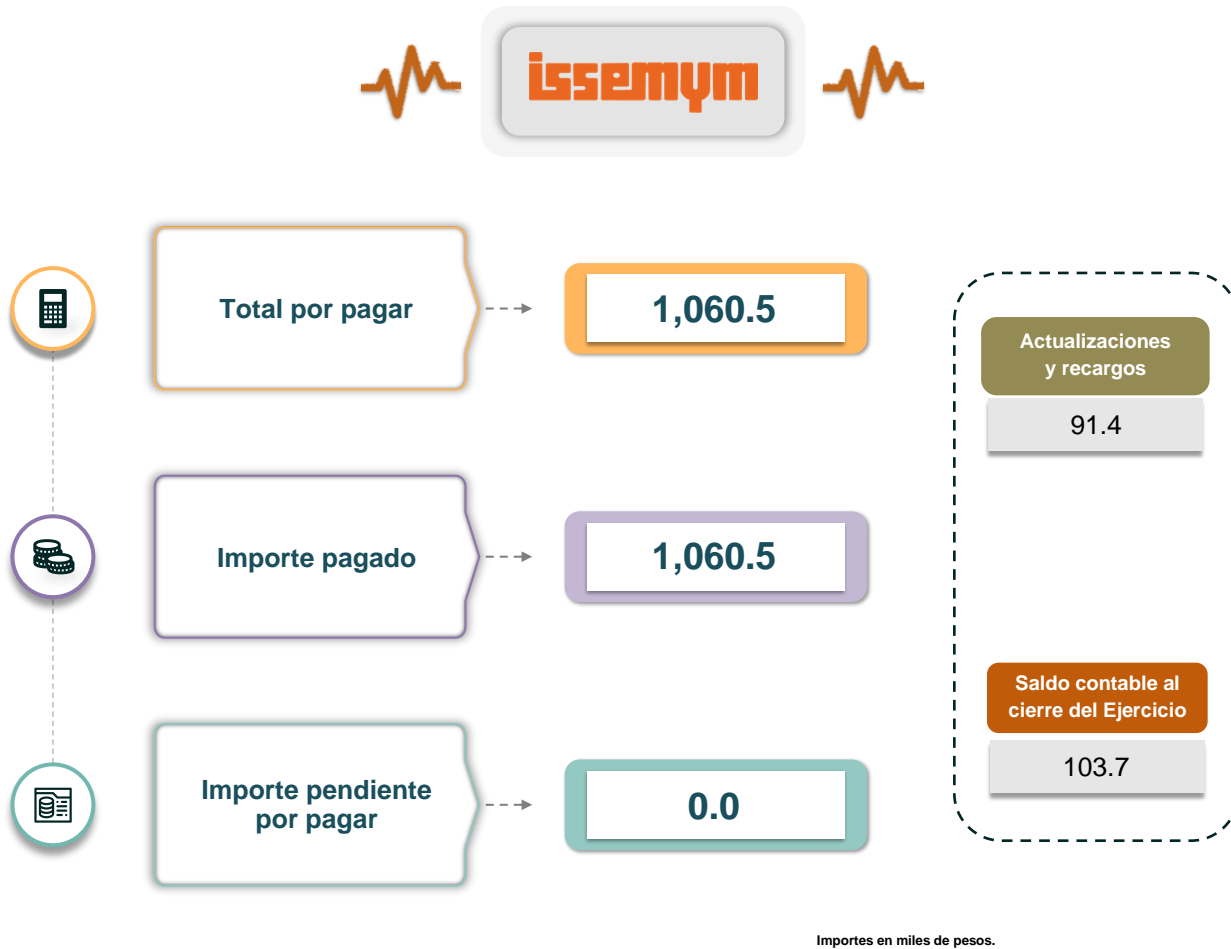 issemym
Total por pagar
1,060.5
Actualizaciones
y recargos
91.4
Importe pagado
1,060.5
Saldo contable al
cierre del Ejercicio
103.7
Importe pendiente
por pagar
0.0
Importes en miles de pesos.